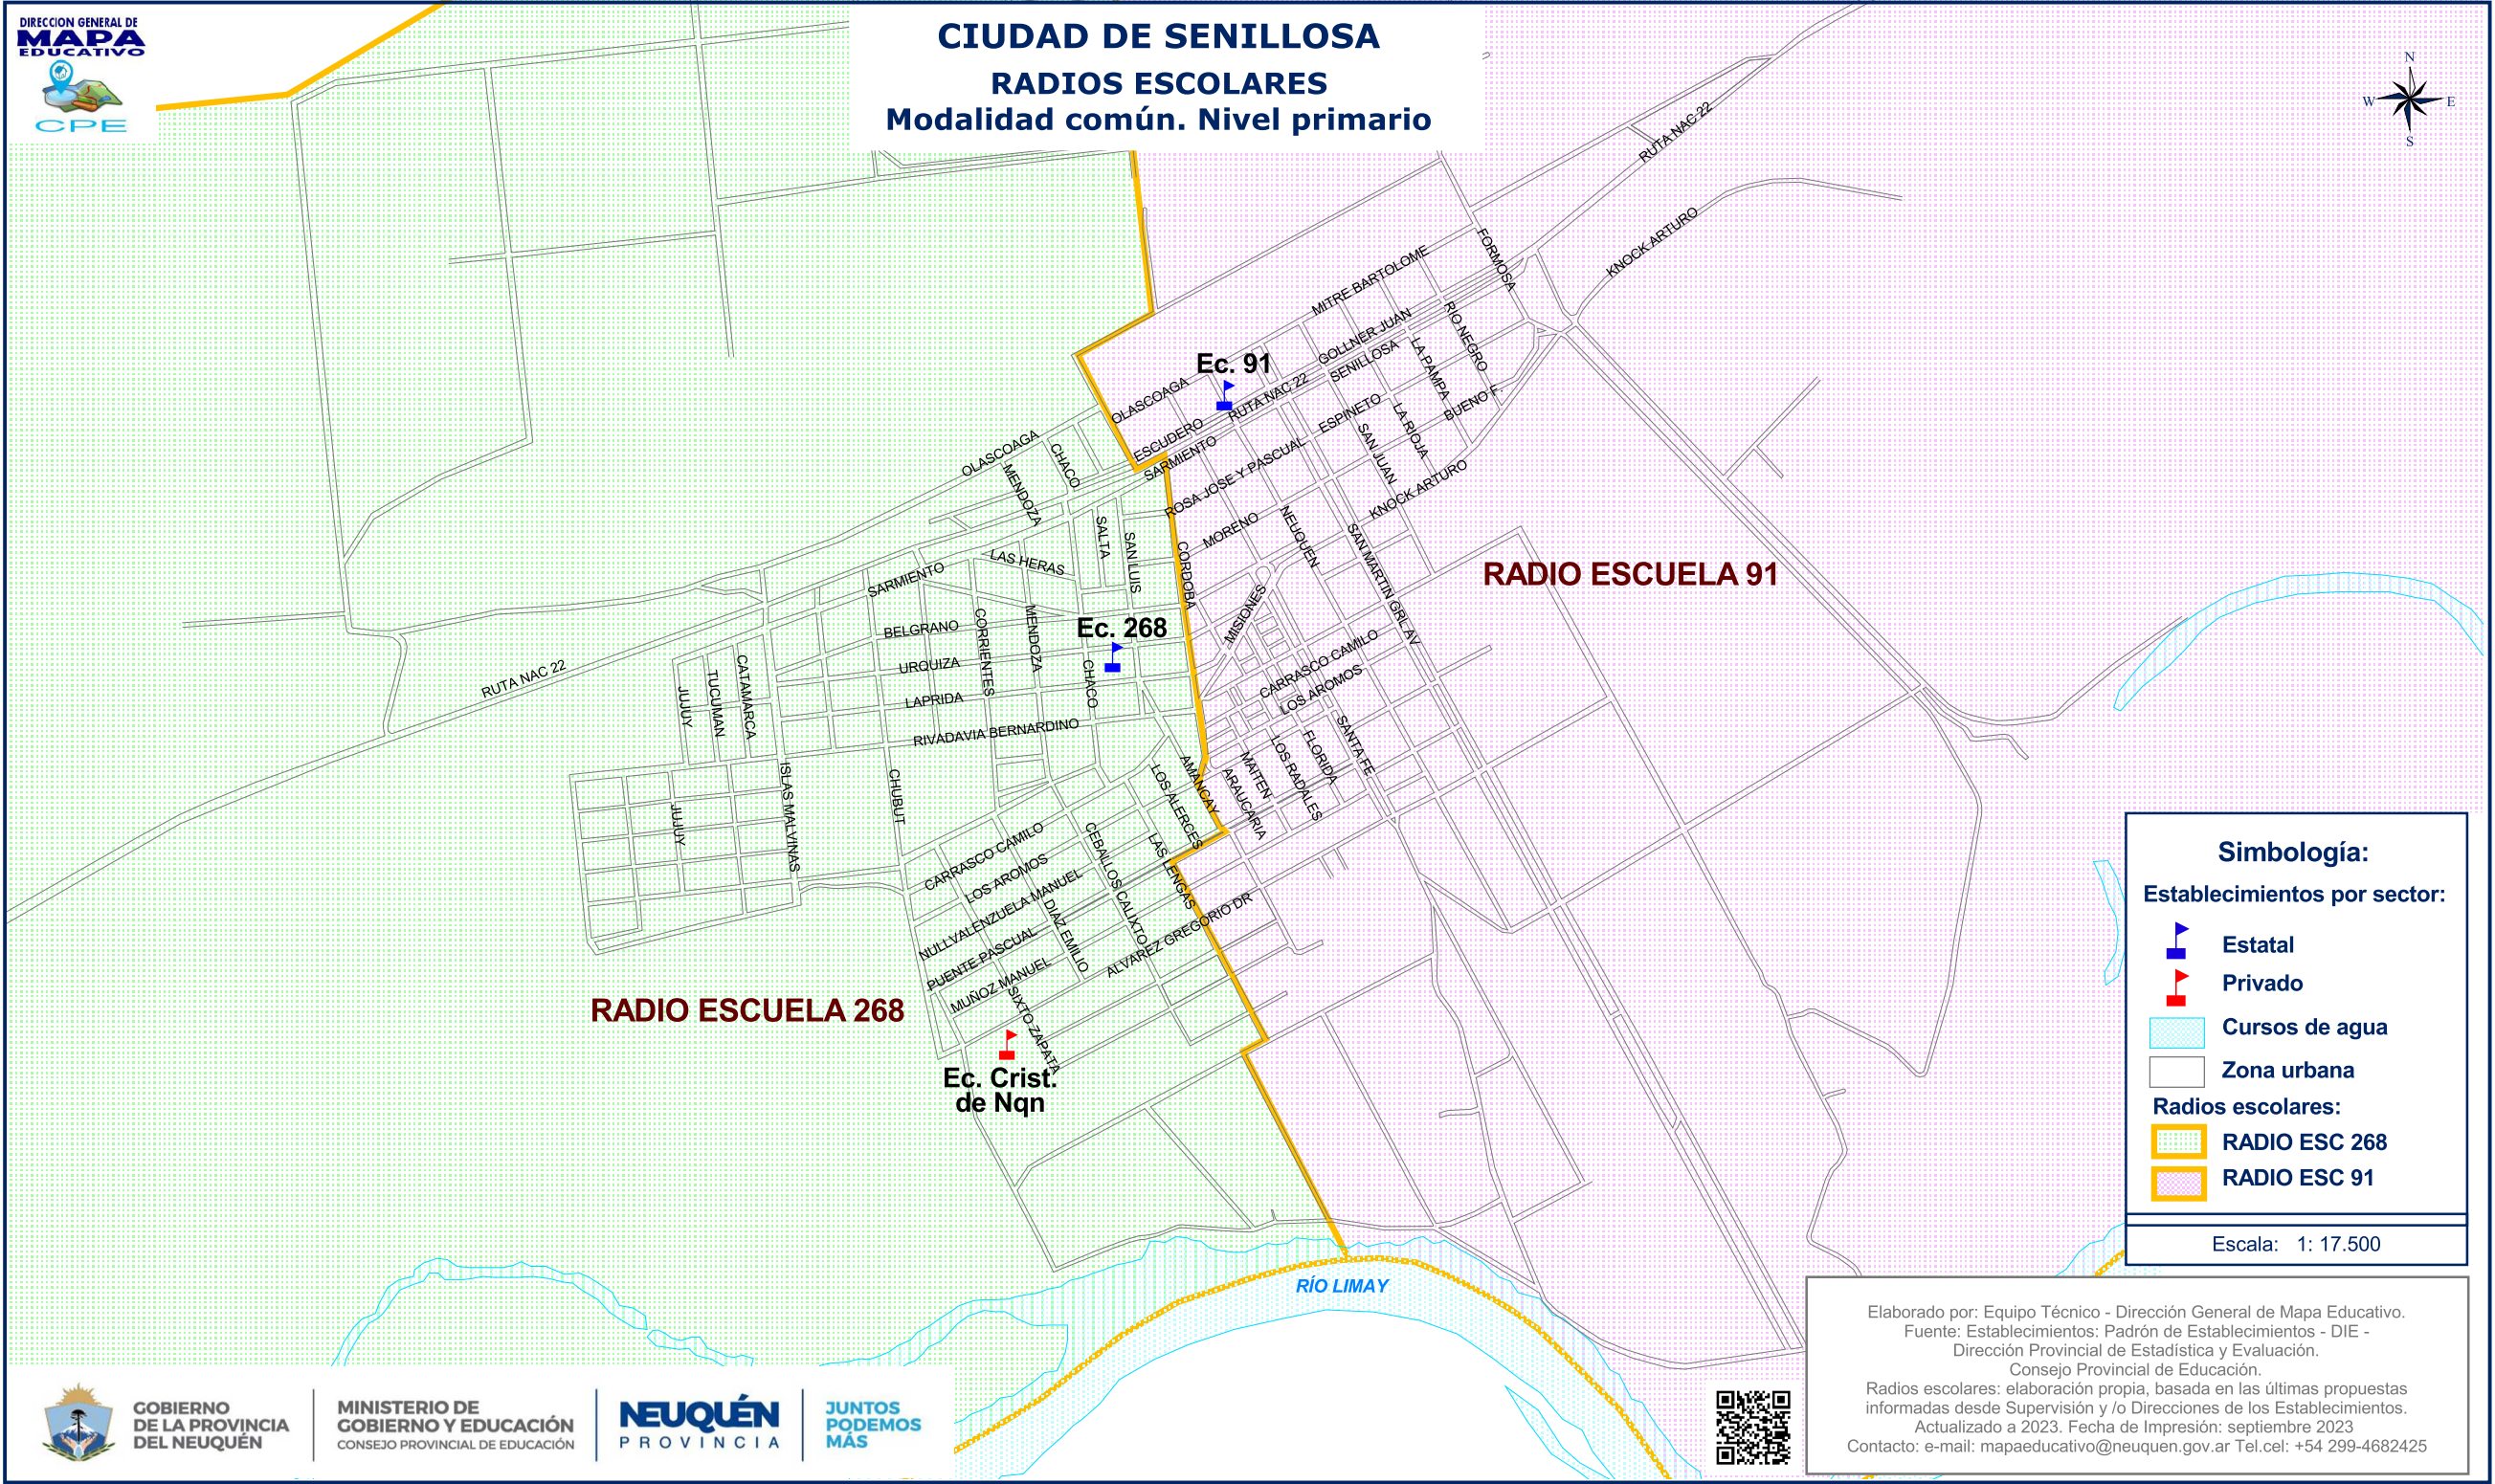 DIRECCION GENERAL DE
MAPA
EDUCATIVO
CPE
CIUDAD DE SENILLOSA
RADIOS ESCOLARES
Modalidad común. Nivel primario
N
W
E
S
RUTA NAC 22
KNOCK ARTURO
FORMOSA
MITRE BARTOLOME
RIO NEGRO
GOLLNER JUAN
SENILLOSA
LA PAMPA
Ec. 91
RUTA NAC 22
OLASCOAGA
BUENO F.
ESPINETO
LA RIOJA
ESCUDERO
SARMIENTO
SAN JUAN
OLASCOAGA
CHACO
MENDOZA
ROSA JOSE Y PASCUAL
KNOCK ARTURO
MORENO
NEUQUEN
SALTA
SAN LUIS
CORDOBA
SAN MARTIN GRL AV
LAS HERAS
SARMIENTO
RADIO ESCUELA 91
MISIONES
BELGRANO
CORRIENTES
MENDOZA
Ec. 268
URQUIZA
CHACO
CARRASCO CAMILO
LOS AROMOS
RUTA NAC 22
JUJUY
TUCUMAN
CATAMARCA
LAPRIDA
RIVADAVIA BERNARDINO
SANTA FE
FLORIDA
LOS RADALES
MAITEN
ARAUCARIA
AMANCAY
LOS ALERCES
ISLAS MALVINAS
CHUBUT
JUJUY
CARRASCO CAMILO
CEBALLOS CALIXTO
LAS LENGAS
LOS AROMOS
NULLVALENZUELA MANUEL
DIAZ EMILIO
ALVAREZ GREGORIO DR
PUENTE PASCUAL
MUÑOZ MANUEL
SIXTO ZAPATA
RADIO ESCUELA 268
Ec. Crist.
de Nqn
RÍO LIMAY
Simbología:
Establecimientos por sector:
Estatal
Privado
Cursos de agua
Zona urbana
Radios escolares:
RADIO ESC 268
RADIO ESC 91
Escala: 1: 17.500
Elaborado por: Equipo Técnico - Dirección General de Mapa Educativo.
Fuente: Establecimientos: Padrón de Establecimientos - DIE -
Dirección Provincial de Estadística y Evaluación.
Consejo Provincial de Educación.
Radios escolares: elaboración propia, basada en las últimas propuestas
informadas desde Supervisión y /o Direcciones de los Establecimientos.
Actualizado a 2023. Fecha de Impresión: septiembre 2023
Contacto: e-mail: mapaeducativo@neuquen.gov.ar Tel.cel: +54 299-4682425
GOBIERNO
DE LA PROVINCIA
DEL NEUQUÉN
MINISTERIO DE
GOBIERNO Y EDUCACIÓN
CONSEJO PROVINCIAL DE EDUCACIÓN
NEUQUÉN
PROVINCIA
JUNTOS
PODEMOS
MÁS